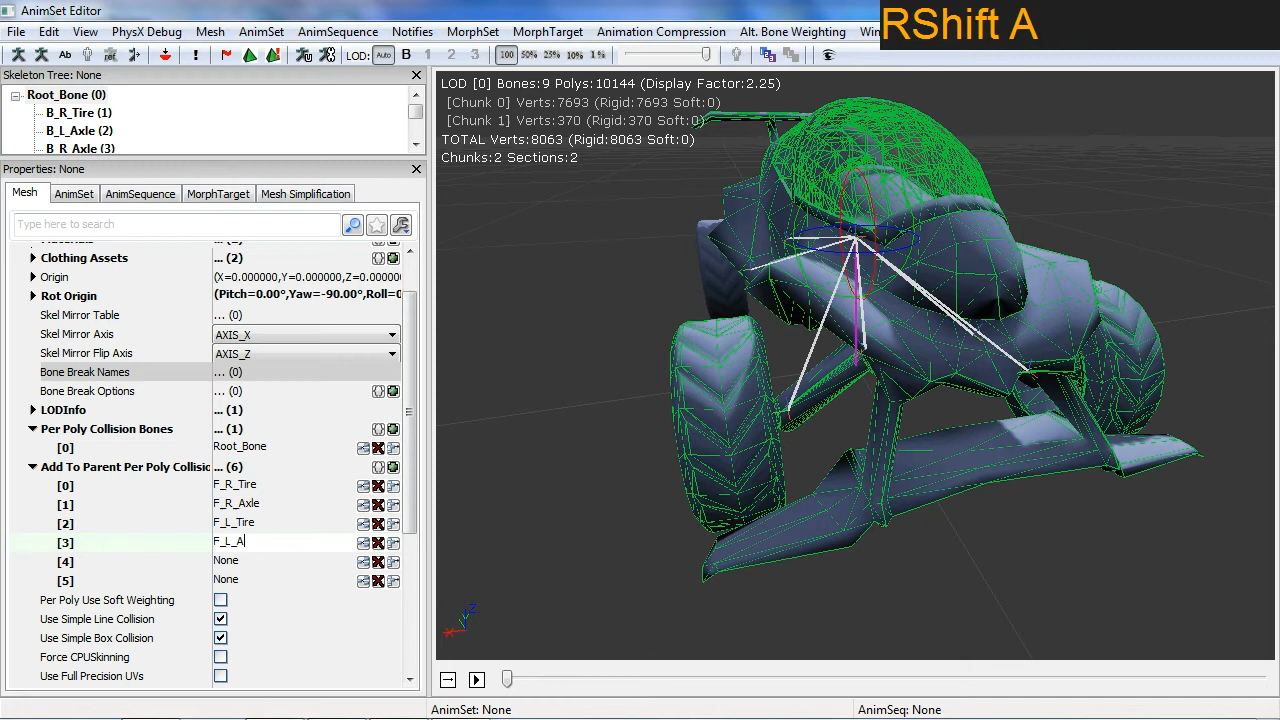 AnimSet Editor
RShift A
File Edit View PhysX Debug Mesh AnimSet AnimSequence Notifies MorphSet MorphTarget Animation Compression Alt. Bone Weighting
Ab LOD: Auto B 1 2 3 100 50% 25% 10% 1 %
Skeleton Tree: None
Root_Bone (0)
B_R_Tire (1)
B_L_Axle (2)
B_R_Axle (3)
Properties: None
Mesh AnimSet AnimSequence MorphTarget Mesh Simplification
Type here to search
Clothing Assets ... (2)
Origin (X=0.000000,Y=0.000000,Z=0.00000
Rot Origin (Pitch=0.00°,Yaw=-90.00°,Roll=0
Skel Mirror Table ... (0)
Skel Mirror Axis AXIS_X
Skel Mirror Flip Axis AXIS_Z
Bone Break Names ... (0)
Bone Break Options ... (0)
LODInfo ... (1)
Per Poly Collision Bones ... (1)
[0] Root_Bone
Add To Parent Per Poly Collisio ... (6)
[0] F_R_Tire
[1] F_R_Axle
[2] F_L_Tire
[3] F_L_A
[4] None
[5] None
Per Poly Use Soft Weighting
Use Simple Line Collision
Use Simple Box Collision
Force CPUSkinning
Use Full Precision UVs
LOD [0] Bones:9 Polys:10144 (Display Factor:2.25)
[Chunk 0] Verts:7693 (Rigid:7693 Soft:0)
[Chunk 1] Verts:370 (Rigid:370 Soft:0)
TOTAL Verts:8063 (Rigid:8063 Soft:0)
Chunks:2 Sections:2
Z
X
AnimSet: None
AnimSeq: None